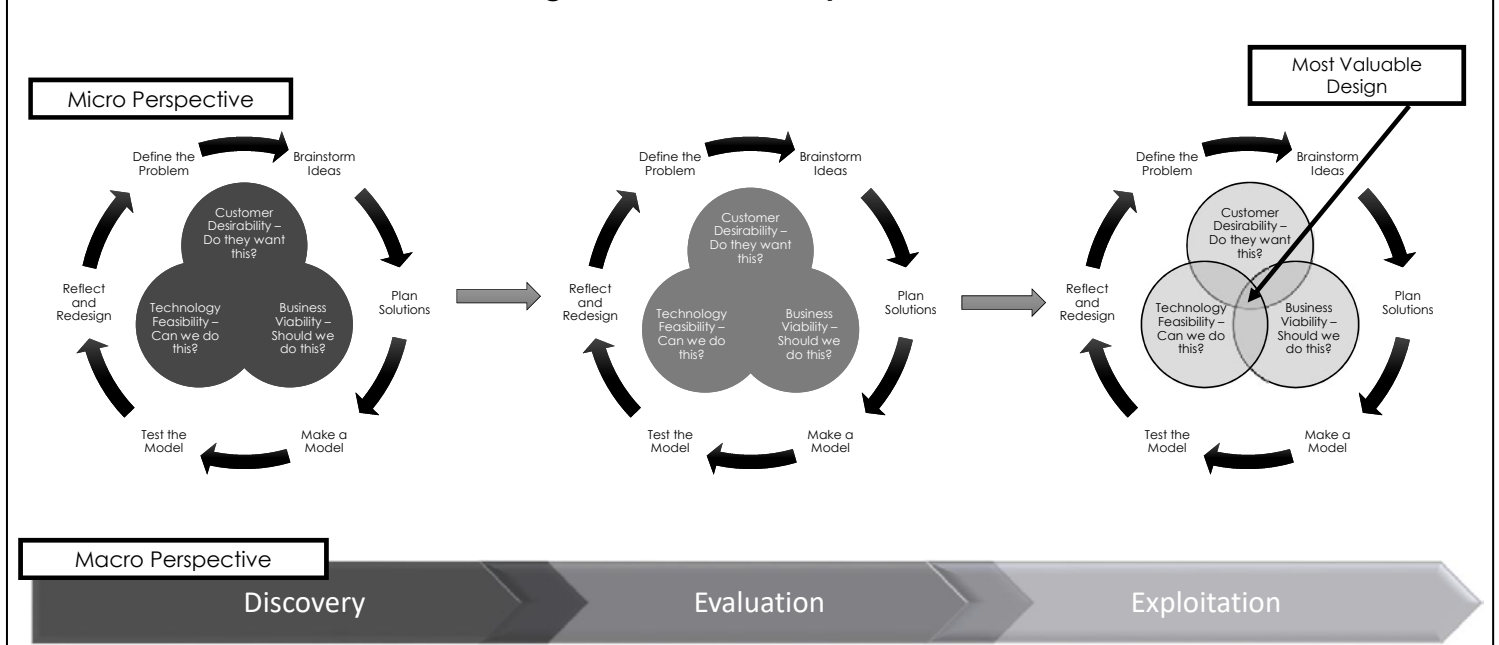 Most Valuable
Design
Micro Perspective
Define the
Problem
Brainstorm
Ideas
Plan
Solutions
Make a
Model
Test the
Model
Reflect
and
Redesign
Customer
Desirability –
Do they want
this?
Technology
Feasibility –
Can we do
this?
Business
Viability –
Should we
do this?
Define the
Problem
Brainstorm
Ideas
Plan
Solutions
Make a
Model
Test the
Model
Reflect
and
Redesign
Customer
Desirability –
Do they want
this?
Technology
Feasibility –
Can we do
this?
Business
Viability –
Should we
do this?
Define the
Problem
Brainstorm
Ideas
Plan
Solutions
Make a
Model
Test the
Model
Reflect
and
Redesign
Customer
Desirability –
Do they want
this?
Technology
Feasibility –
Can we do
this?
Business
Viability –
Should we
do this?
Macro Perspective
Discovery
Evaluation
Exploitation